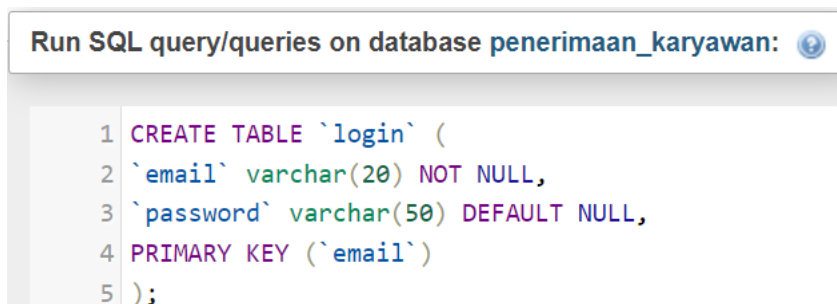 Run SQL query/queries on database penerimaan_karyawan:
1 CREATE TABLE `login` (
2 `email` varchar(20) NOT NULL,
3 `password` varchar(50) DEFAULT NULL,
4 PRIMARY KEY (`email`)
5 );